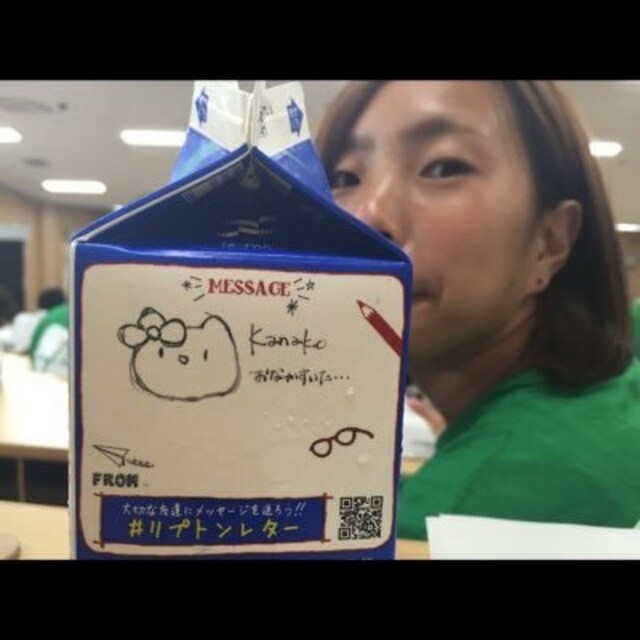 MESSAGE
Kanako
おなかすいた…
FROM
大切な友達にメッセージを送ろう!!
#リプトンレター